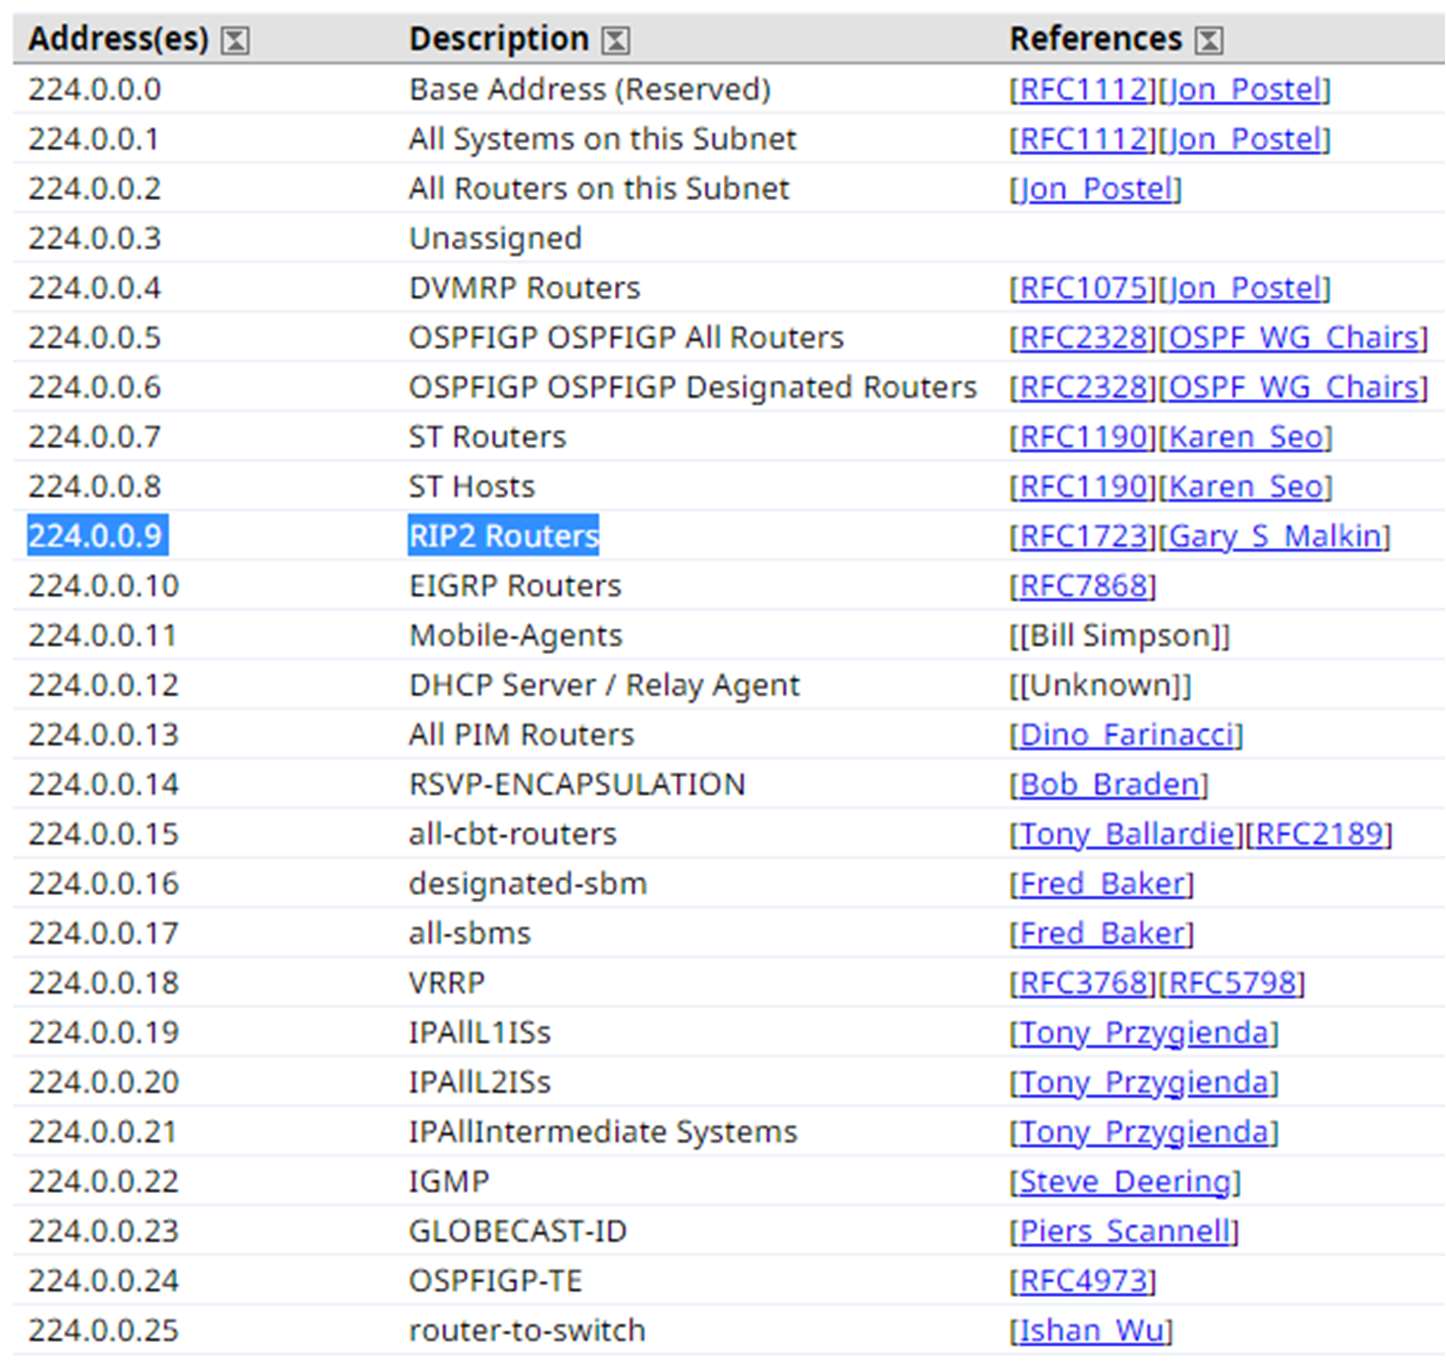 Address(es) Description References
224.0.0.0 Base Address (Reserved) [RFC1112][Jon_Postel]
224.0.0.1 All Systems on this Subnet [RFC1112][Jon_Postel]
224.0.0.2 All Routers on this Subnet [Jon_Postel]
224.0.0.3 Unassigned
224.0.0.4 DVMRP Routers [RFC1075][Jon_Postel]
224.0.0.5 OSPFIGP OSPFIGP All Routers [RFC2328][OSPF_WG_Chairs]
224.0.0.6 OSPFIGP OSPFIGP Designated Routers [RFC2328][OSPF_WG_Chairs]
224.0.0.7 ST Routers [RFC1190][Karen_Seo]
224.0.0.8 ST Hosts [RFC1190][Karen_Seo]
224.0.0.9 RIP2 Routers [RFC1723][Gary_S_Malkin]
224.0.0.10 EIGRP Routers [RFC7868]
224.0.0.11 Mobile-Agents [[Bill Simpson]]
224.0.0.12 DHCP Server / Relay Agent [[Unknown]]
224.0.0.13 All PIM Routers [Dino_Farinacci]
224.0.0.14 RSVP-ENCAPSULATION [Bob_Braden]
224.0.0.15 all-cbt-routers [Tony_Ballardie][RFC2189]
224.0.0.16 designated-sbm [Fred_Baker]
224.0.0.17 all-sbms [Fred_Baker]
224.0.0.18 VRRP [RFC3768][RFC5798]
224.0.0.19 IPAllL1ISs [Tony_Przygienda]
224.0.0.20 IPAllL2ISs [Tony_Przygienda]
224.0.0.21 IPAllIntermediate Systems [Tony_Przygienda]
224.0.0.22 IGMP [Steve_Deering]
224.0.0.23 GLOBECAST-ID [Piers_Scannell]
224.0.0.24 OSPFIGP-TE [RFC4973]
224.0.0.25 router-to-switch [Ishan_Wu]